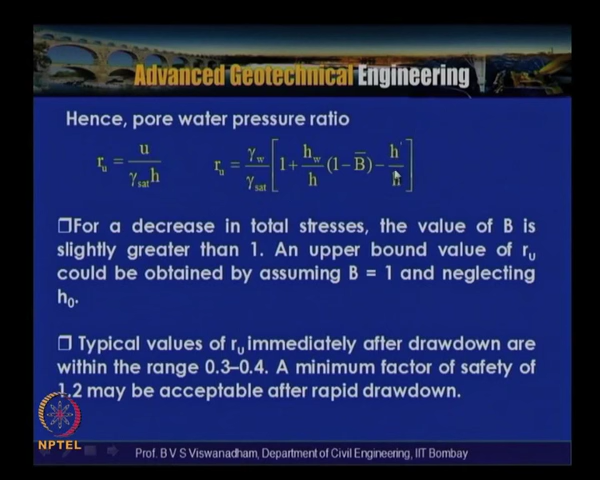 Advanced Geotechnical Engineering
Hence, pore water pressure ratio
r_u = u / (γ_sat h)   r_u = γ_w / γ_sat [1 + h_w / h (1 − B̄) − h' / h]
❒For a decrease in total stresses, the value of B is
slightly greater than 1. An upper bound value of r_u
could be obtained by assuming B = 1 and neglecting
h_0.
❒ Typical values of r_u immediately after drawdown are
within the range 0.3–0.4. A minimum factor of safety of
1.2 may be acceptable after rapid drawdown.
NPTEL
Prof. B V S Viswanadham, Department of Civil Engineering, IIT Bombay